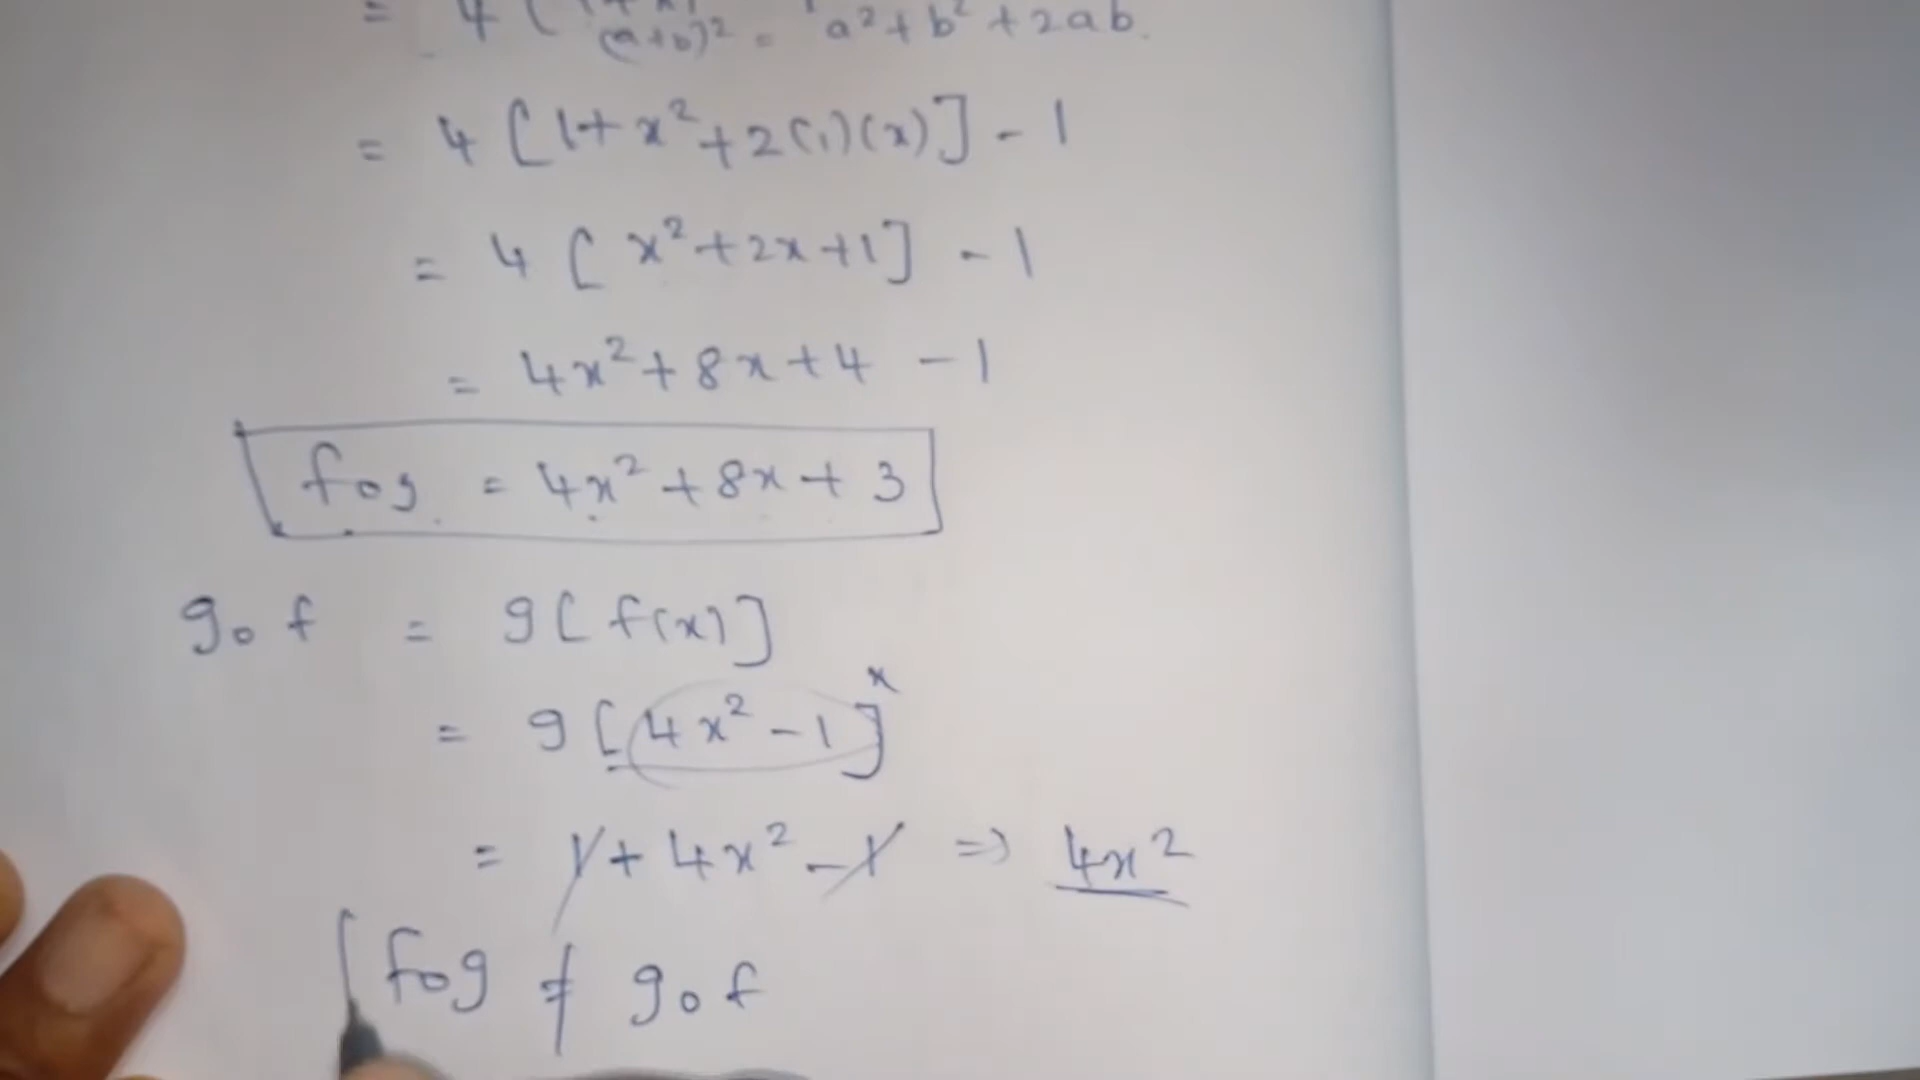 = 4 (
(a+b)² = a² + b² + 2ab.
= 4 [1 + x² + 2(1)(x)] - 1
= 4 [x² + 2x + 1] - 1
= 4x² + 8x + 4 - 1
fog = 4x² + 8x + 3
gof = g[f(x)]
= g[4x² - 1] x
= 1 + 4x² - 1 => 4x²
fog ≠ gof